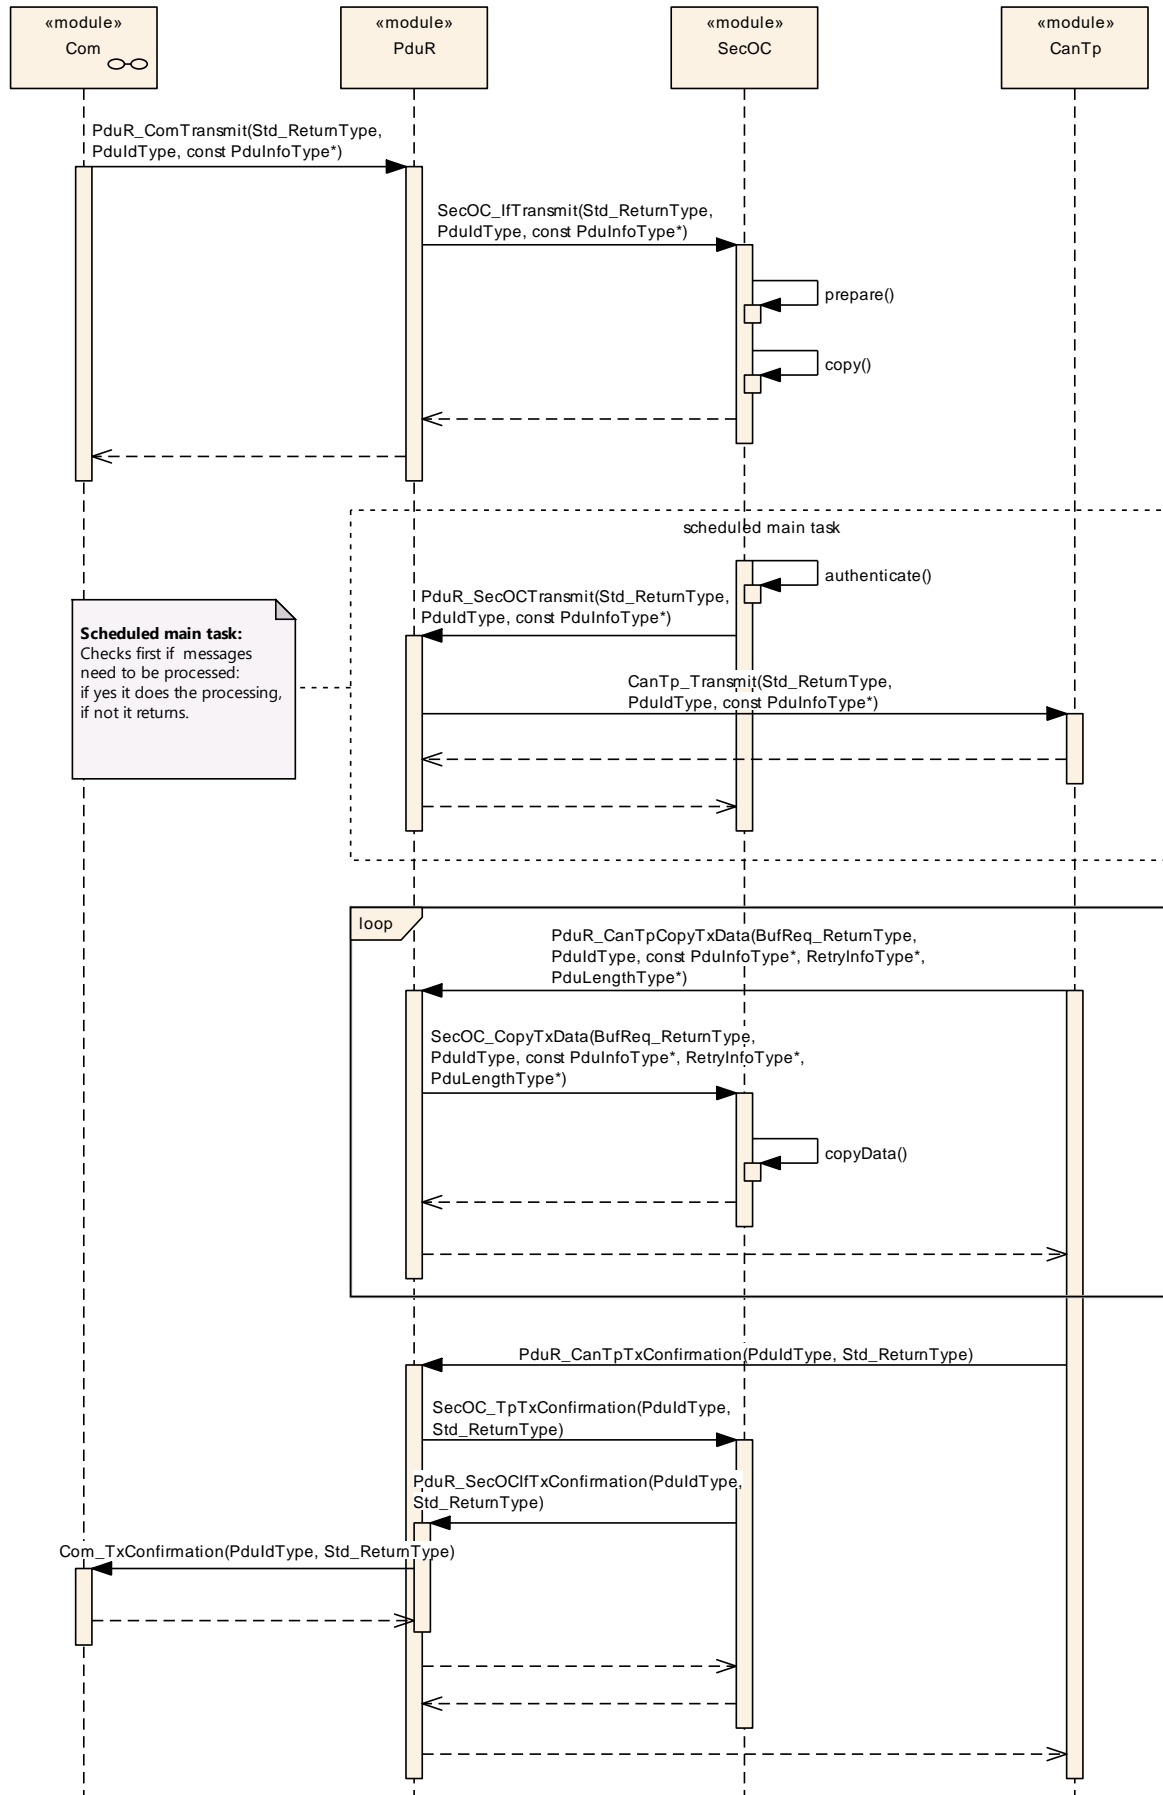 «module»
Com
«module»
PduR
«module»
SecOC
«module»
CanTp
PduR_ComTransmit(Std_ReturnType,
PduIdType, const PduInfoType*)
SecOC_IfTransmit(Std_ReturnType,
PduIdType, const PduInfoType*)
prepare()
copy()
scheduled main task
authenticate()
PduR_SecOCTransmit(Std_ReturnType,
PduIdType, const PduInfoType*)
Scheduled main task:
Checks first if messages
need to be processed:
if yes it does the processing,
if not it returns.
CanTp_Transmit(Std_ReturnType,
PduIdType, const PduInfoType*)
loop
PduR_CanTpCopyTxData(BufReq_ReturnType,
PduIdType, const PduInfoType*, RetryInfoType*,
PduLengthType*)
SecOC_CopyTxData(BufReq_ReturnType,
PduIdType, const PduInfoType*, RetryInfoType*,
PduLengthType*)
copyData()
PduR_CanTpTxConfirmation(PduIdType, Std_ReturnType)
SecOC_TpTxConfirmation(PduIdType,
Std_ReturnType)
PduR_SecOCIfTxConfirmation(PduIdType,
Std_ReturnType)
Com_TxConfirmation(PduIdType, Std_ReturnType)